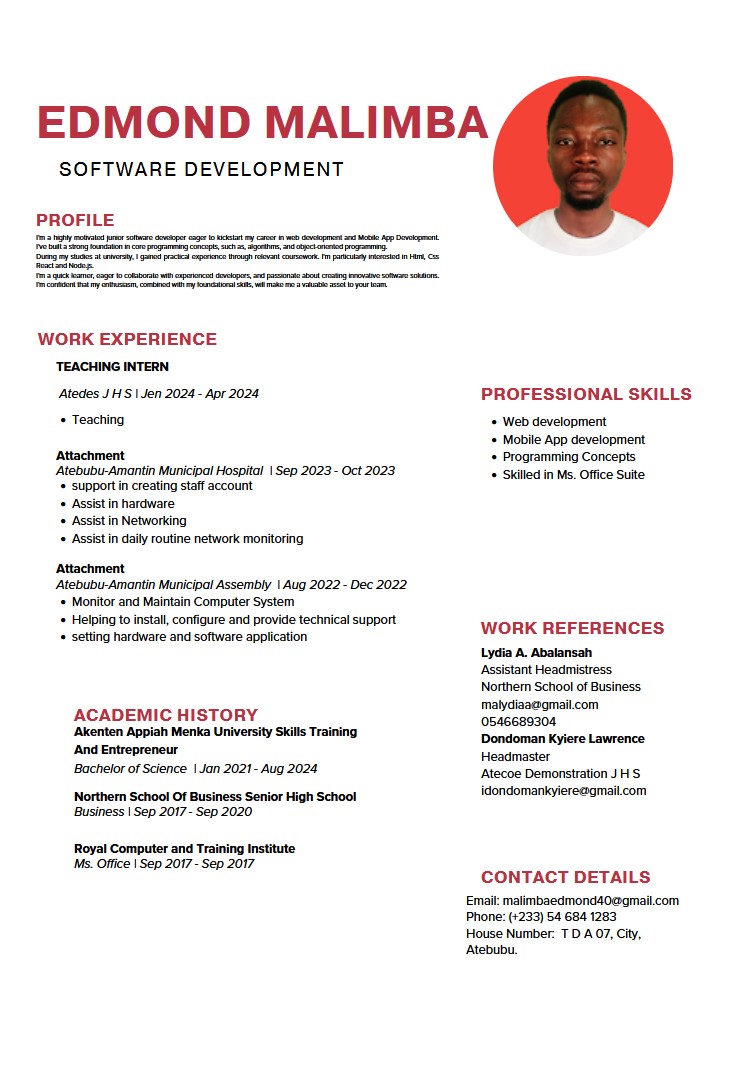 EDMOND MALIMBA
SOFTWARE DEVELOPMENT
PROFILE
I'm a highly motivated junior software developer eager to kickstart my career in web development and Mobile App Development.
I've built a strong foundation in core programming concepts, such as, algorithms, and object-oriented programming.
During my studies at university, I gained practical experience through relevant coursework. I'm particularly interested in Html, Css
React and Node.js.
I'm a quick learner, eager to collaborate with experienced developers, and passionate about creating innovative software solutions.
I'm confident that my enthusiasm, combined with my foundational skills, will make me a valuable asset to your team.
WORK EXPERIENCE
TEACHING INTERN
Atedes J H S | Jen 2024 - Apr 2024
• Teaching
Attachment
Atebubu-Amantin Municipal Hospital | Sep 2023 - Oct 2023
• support in creating staff account
• Assist in hardware
• Assist in Networking
• Assist in daily routine network monitoring
Attachment
Atebubu-Amantin Municipal Assembly | Aug 2022 - Dec 2022
• Monitor and Maintain Computer System
• Helping to install, configure and provide technical support
• setting hardware and software application
ACADEMIC HISTORY
Akenten Appiah Menka University Skills Training
And Entrepreneur
Bachelor of Science | Jan 2021 - Aug 2024
Northern School Of Business Senior High School
Business | Sep 2017 - Sep 2020
Royal Computer and Training Institute
Ms. Office | Sep 2017 - Sep 2017
PROFESSIONAL SKILLS
• Web development
• Mobile App development
• Programming Concepts
• Skilled in Ms. Office Suite
WORK REFERENCES
Lydia A. Abalansah
Assistant Headmistress
Northern School of Business
malydiaa@gmail.com
0546689304
Dondoman Kyiere Lawrence
Headmaster
Atecoe Demonstration J H S
idondomankyiere@gmail.com
CONTACT DETAILS
Email: malimbaedmond40@gmail.com
Phone: (+233) 54 684 1283
House Number: T D A 07, City,
Atebubu.